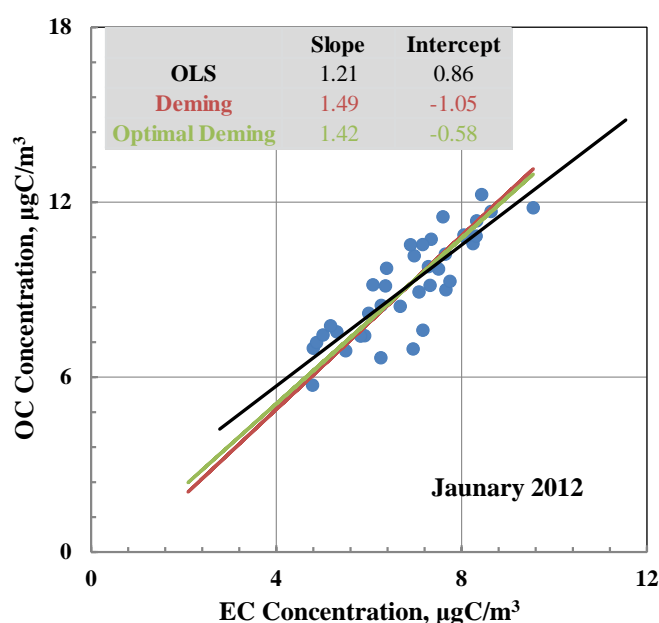 18
Slope Intercept
OLS 1.21 0.86
Deming 1.49 -1.05
Optimal Deming 1.42 -0.58
12
OC Concentration, µgC/m³
6
Jaunary 2012
0
0 4 8 12
EC Concentration, µgC/m³